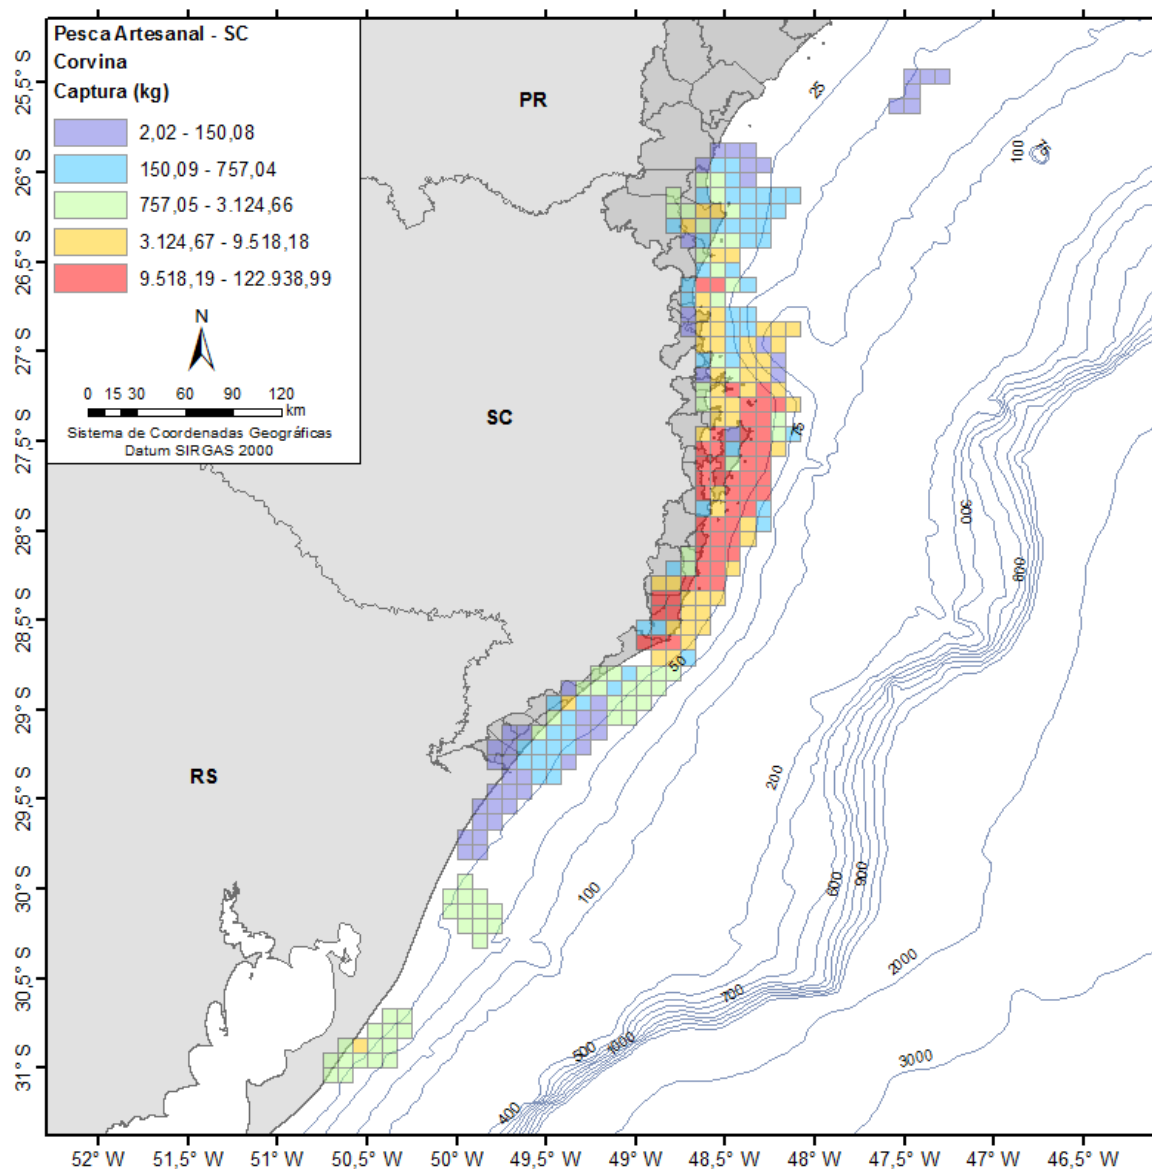 Pesca Artesanal - SC
Corvina
Captura (kg)
2,02 - 150,08
150,09 - 757,04
757,05 - 3.124,66
3.124,67 - 9.518,18
9.518,19 - 122.938,99
N
0 15 30 60 90 120
km
Sistema de Coordenadas Geográficas
Datum SIRGAS 2000
PR
SC
RS
25
100
75
75
50
900
800
200
100
600
900
2000
700
500
1000
400
3000
25,5° S
26° S
26,5° S
27° S
27,5° S
28° S
28,5° S
29° S
29,5° S
30° S
30,5° S
31° S
52° W
51,5° W
51° W
50,5° W
50° W
49,5° W
49° W
48,5° W
48° W
47,5° W
47° W
46,5° W